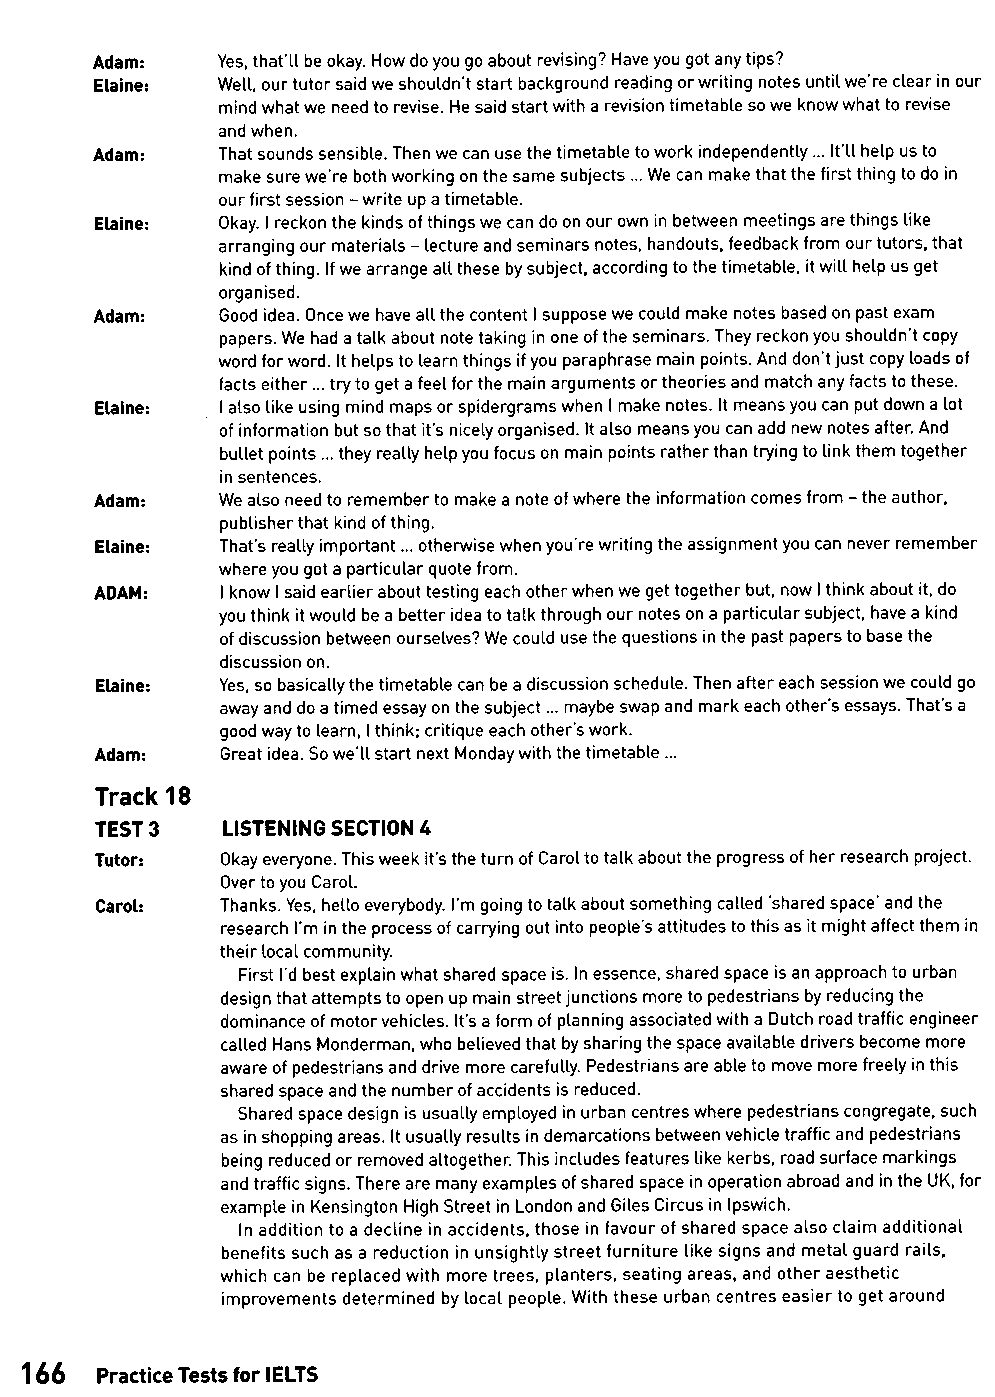 Adam: Yes, that'll be okay. How do you go about revising? Have you got any tips?
Elaine: Well, our tutor said we shouldn't start background reading or writing notes until we're clear in our
mind what we need to revise. He said start with a revision timetable so we know what to revise
and when.
Adam: That sounds sensible. Then we can use the timetable to work independently ... It'll help us to
make sure we're both working on the same subjects ... We can make that the first thing to do in
our first session – write up a timetable.
Elaine: Okay. I reckon the kinds of things we can do on our own in between meetings are things like
arranging our materials – lecture and seminars notes, handouts, feedback from our tutors, that
kind of thing. If we arrange all these by subject, according to the timetable, it will help us get
organised.
Adam: Good idea. Once we have all the content I suppose we could make notes based on past exam
papers. We had a talk about note taking in one of the seminars. They reckon you shouldn't copy
word for word. It helps to learn things if you paraphrase main points. And don't just copy loads of
facts either ... try to get a feel for the main arguments or theories and match any facts to these.
Elaine: I also like using mind maps or spidergrams when I make notes. It means you can put down a lot
of information but so that it's nicely organised. It also means you can add new notes after. And
bullet points ... they really help you focus on main points rather than trying to link them together
in sentences.
Adam: We also need to remember to make a note of where the information comes from – the author,
publisher that kind of thing.
Elaine: That's really important ... otherwise when you're writing the assignment you can never remember
where you got a particular quote from.
ADAM: I know I said earlier about testing each other when we get together but, now I think about it, do
you think it would be a better idea to talk through our notes on a particular subject, have a kind
of discussion between ourselves? We could use the questions in the past papers to base the
discussion on.
Elaine: Yes, so basically the timetable can be a discussion schedule. Then after each session we could go
away and do a timed essay on the subject ... maybe swap and mark each other's essays. That's a
good way to learn, I think; critique each other's work.
Adam: Great idea. So we'll start next Monday with the timetable ...
Track 18
TEST 3 LISTENING SECTION 4
Tutor: Okay everyone. This week it's the turn of Carol to talk about the progress of her research project.
Over to you Carol.
Carol: Thanks. Yes, hello everybody. I'm going to talk about something called 'shared space' and the
research I'm in the process of carrying out into people's attitudes to this as it might affect them in
their local community.
First I'd best explain what shared space is. In essence, shared space is an approach to urban
design that attempts to open up main street junctions more to pedestrians by reducing the
dominance of motor vehicles. It's a form of planning associated with a Dutch road traffic engineer
called Hans Monderman, who believed that by sharing the space available drivers become more
aware of pedestrians and drive more carefully. Pedestrians are able to move more freely in this
shared space and the number of accidents is reduced.
Shared space design is usually employed in urban centres where pedestrians congregate, such
as in shopping areas. It usually results in demarcations between vehicle traffic and pedestrians
being reduced or removed altogether. This includes features like kerbs, road surface markings
and traffic signs. There are many examples of shared space in operation abroad and in the UK, for
example in Kensington High Street in London and Giles Circus in Ipswich.
In addition to a decline in accidents, those in favour of shared space also claim additional
benefits such as a reduction in unsightly street furniture like signs and metal guard rails,
which can be replaced with more trees, planters, seating areas, and other aesthetic
improvements determined by local people. With these urban centres easier to get around
166 Practice Tests for IELTS